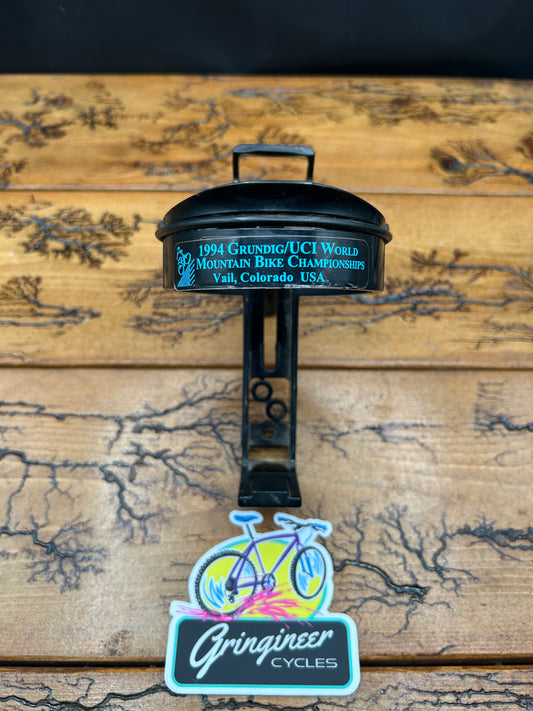 1994 GRUNDIG/UCI WORLD
MOUNTAIN BIKE CHAMPIONSHIPS
Vail, Colorado USA
Gringineer
CYCLES